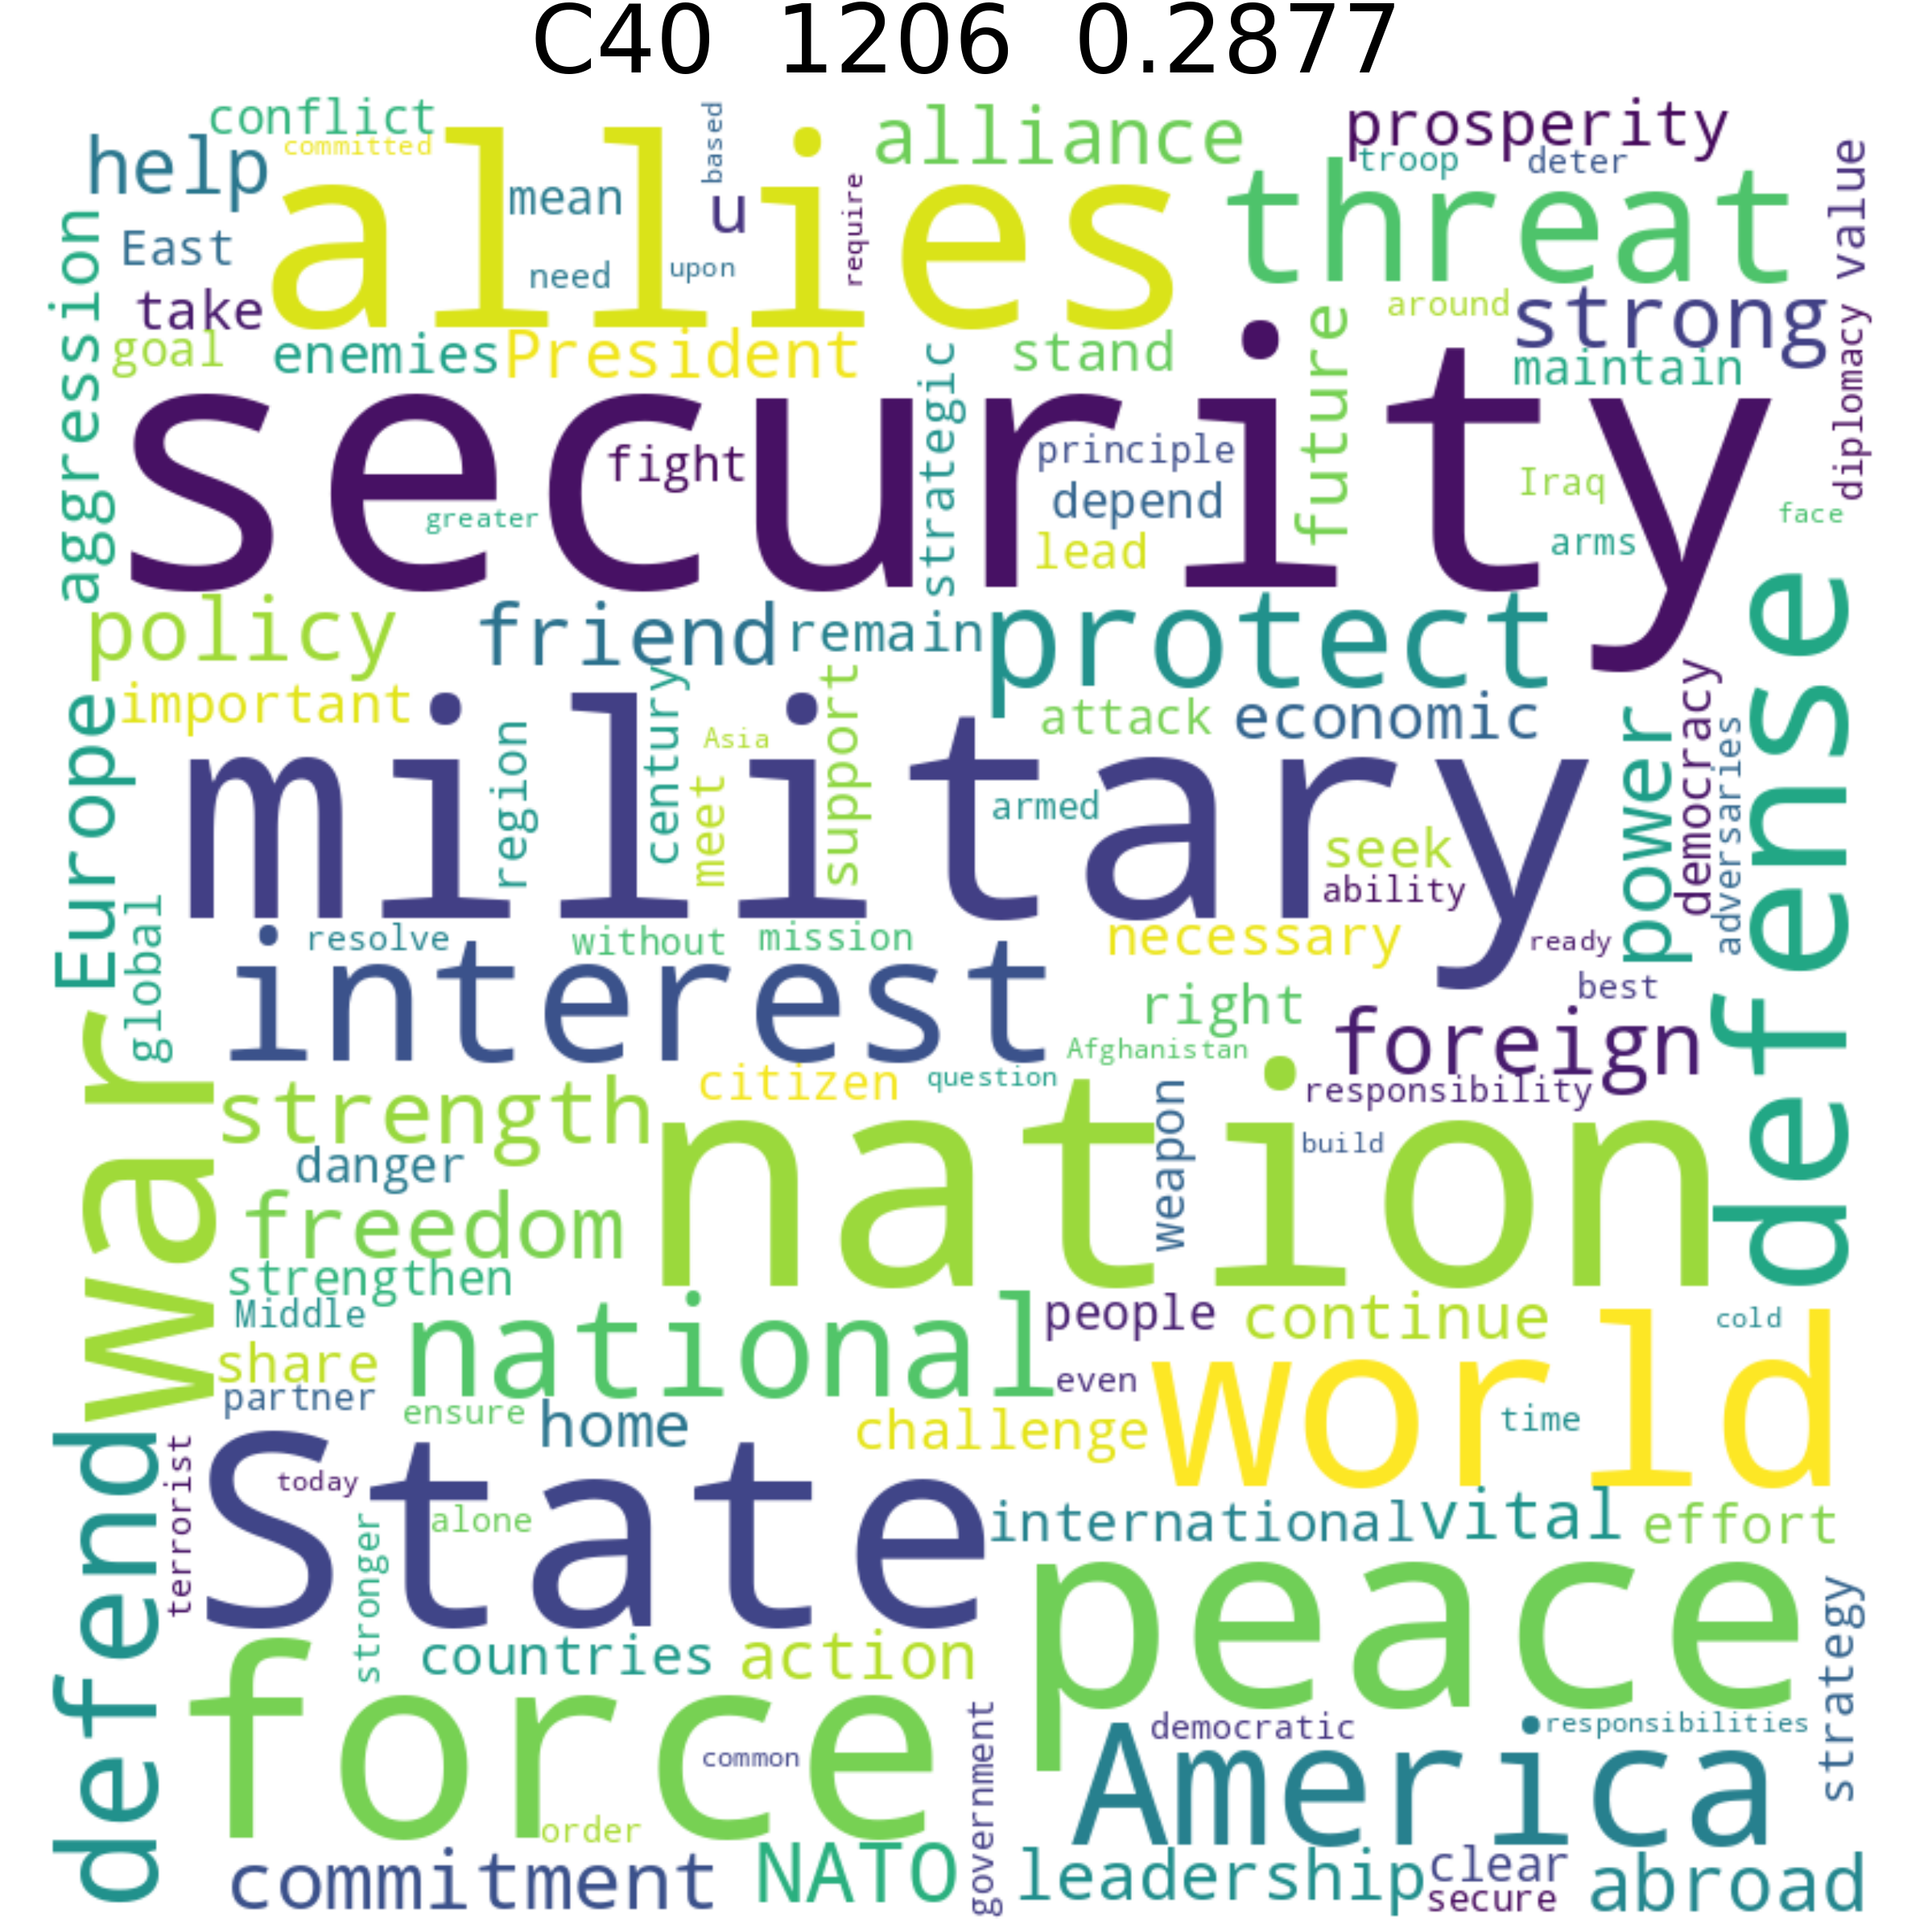 C40 1206 0.2877
conflict
committed
help
allies
based
mean
u
require
need
upon
alliance
prosperity
troop
deter
threat
value
East
take
aggression
goal
enemies
President
strategic
stand
future
around
strong
maintain
diplomacy
security
fight
greater
principle
depend
lead
Iraq
arms
face
policy
friend
remain
protect
defense
important
Europe
military
region
century
Asia
meet
support
armed
attack
economic
seek
ability
power
democracy
adversaries
global
resolve
without
mission
necessary
ready
best
interest
right
foreign
Afghanistan
responsibility
citizen
question
war
strength
danger
nation
weapon
build
freedom
strengthen
Middle
national
people
continue
cold
share
partner
ensure
home
even
challenge
world
time
defend
terrorist
State
today
alone
stronger
international
vital
effort
peace
strategy
countries
action
force
common
order
government
democratic
responsibilities
America
commitment
NATO
leadership
clear
secure
abroad